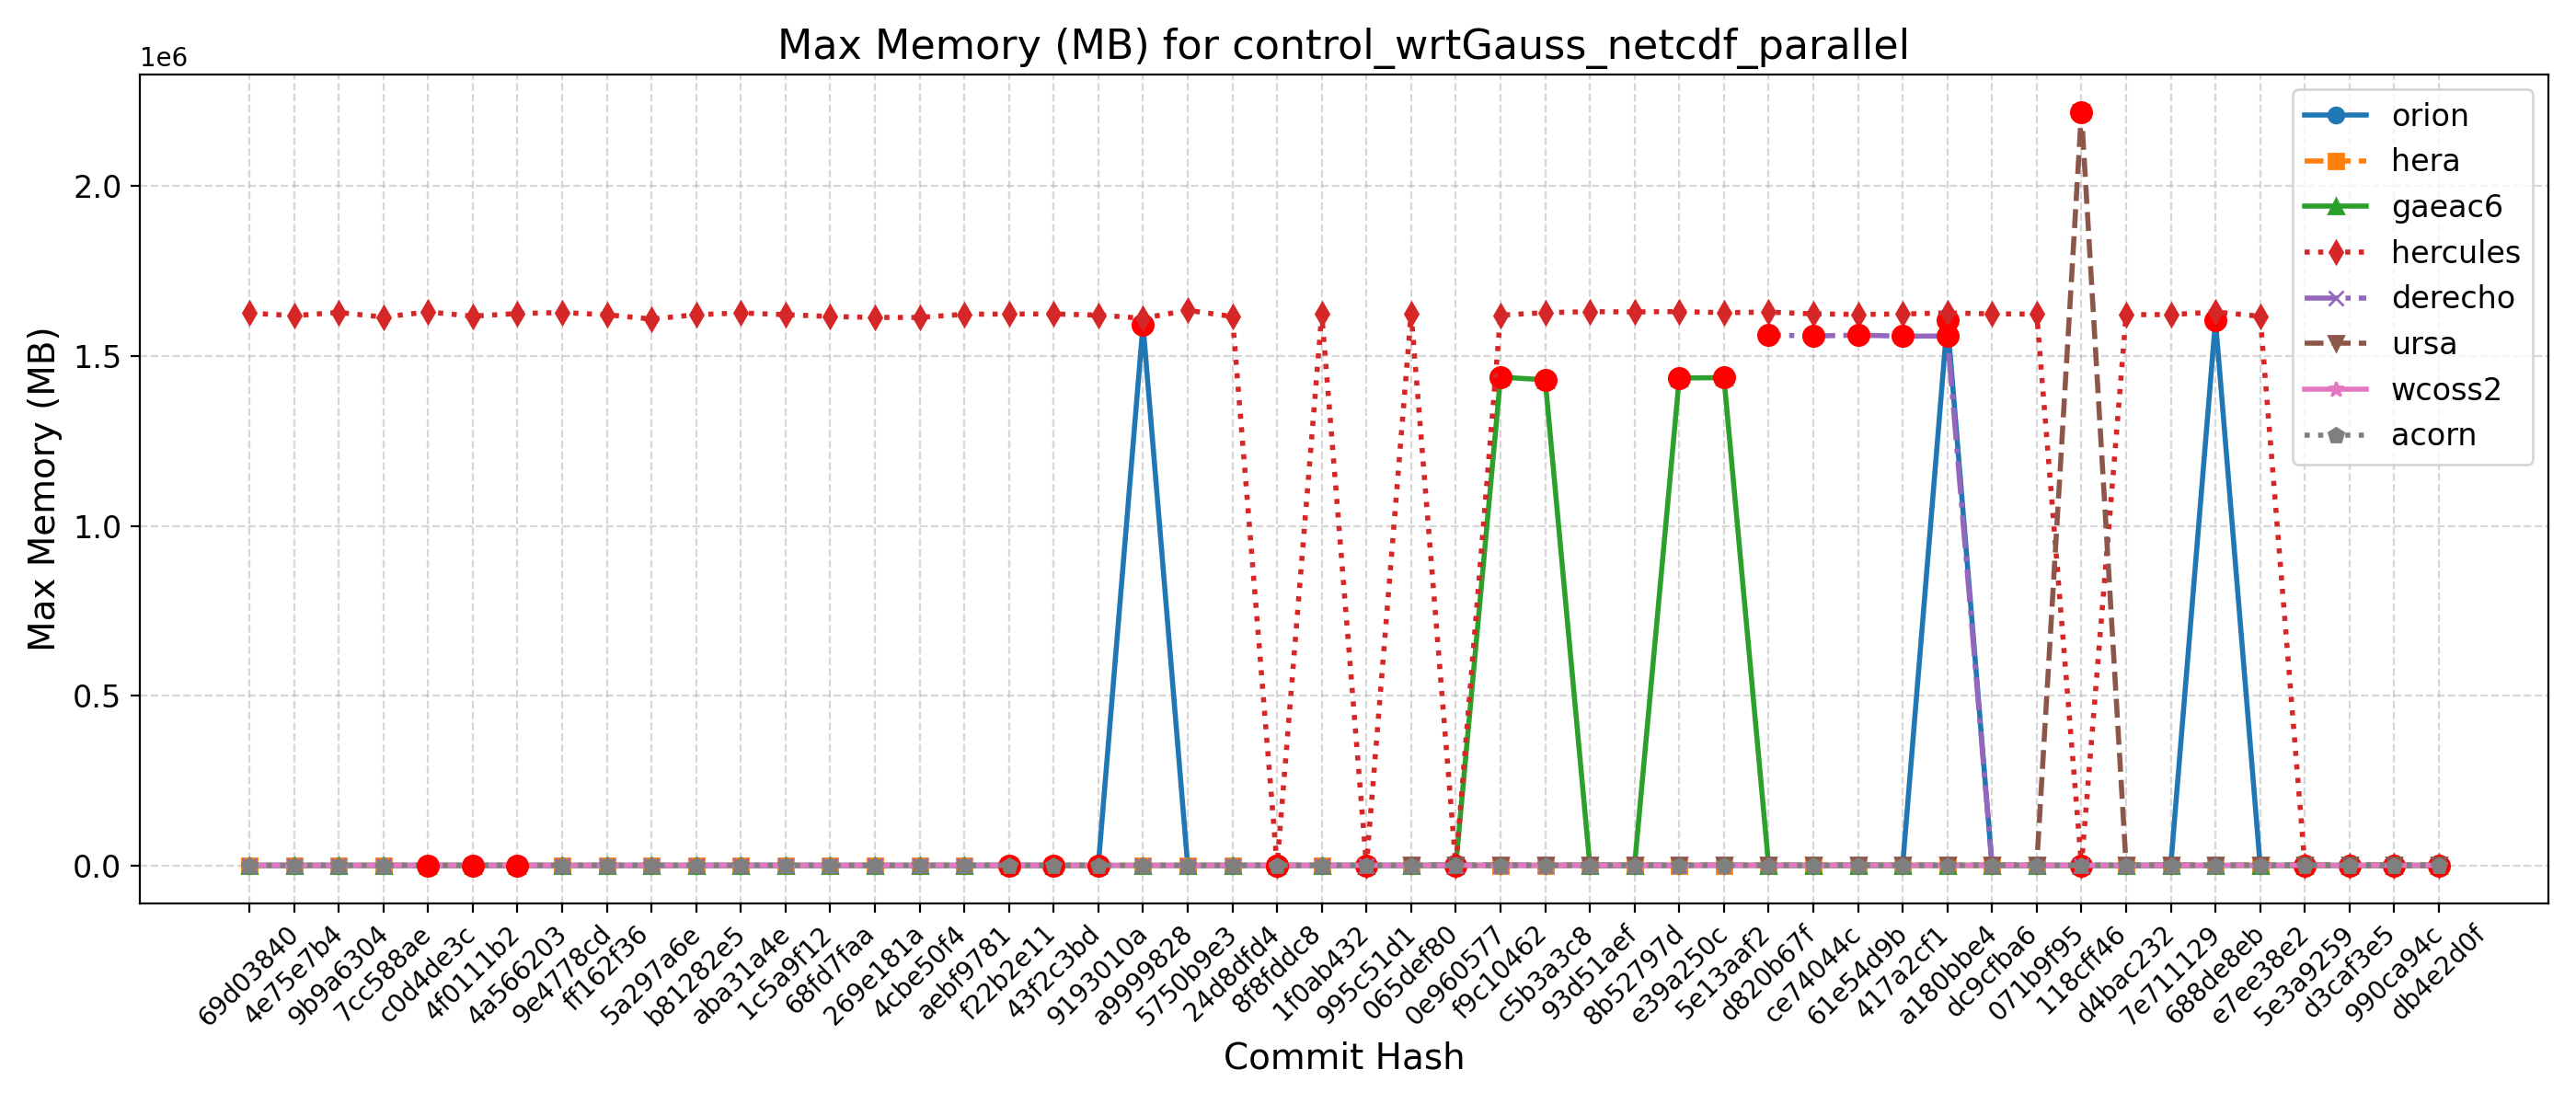 Max Memory (MB) for control_wrtGauss_netcdf_parallel
1e6
2.0
1.5
1.0
0.5
0.0
Max Memory (MB)
orion
hera
gaeac6
hercules
derecho
ursa
wcoss2
acorn
69d03840
4e75e7b4
9b9a6304
7cc588ae
c0d4de3c
4f0111b2
4a566203
9e4778cd
ff162f36
5a297a6e
b81282e5
aba31a4e
1c5a9f12
68fd7faa
269e181a
4cbe50f4
aebf9781
f22b2e11
43f2c3bd
9193010a
a9999828
5750b9e3
24d8dfd4
8f8fddc8
1f0ab432
995c51d1
065def80
0e960577
f9c10462
c5b3a3c8
93d51aef
8b52797d
e39a250c
5e13aaf2
d820b67f
ce74044c
61e54d9b
417a2cf1
a180bbe4
dc9cfba6
071b9f95
118cff46
d4bac232
7e711129
688de8eb
e7ee38e2
5e3a9259
d3caf3e5
990ca94c
db4e2d0f
Commit Hash